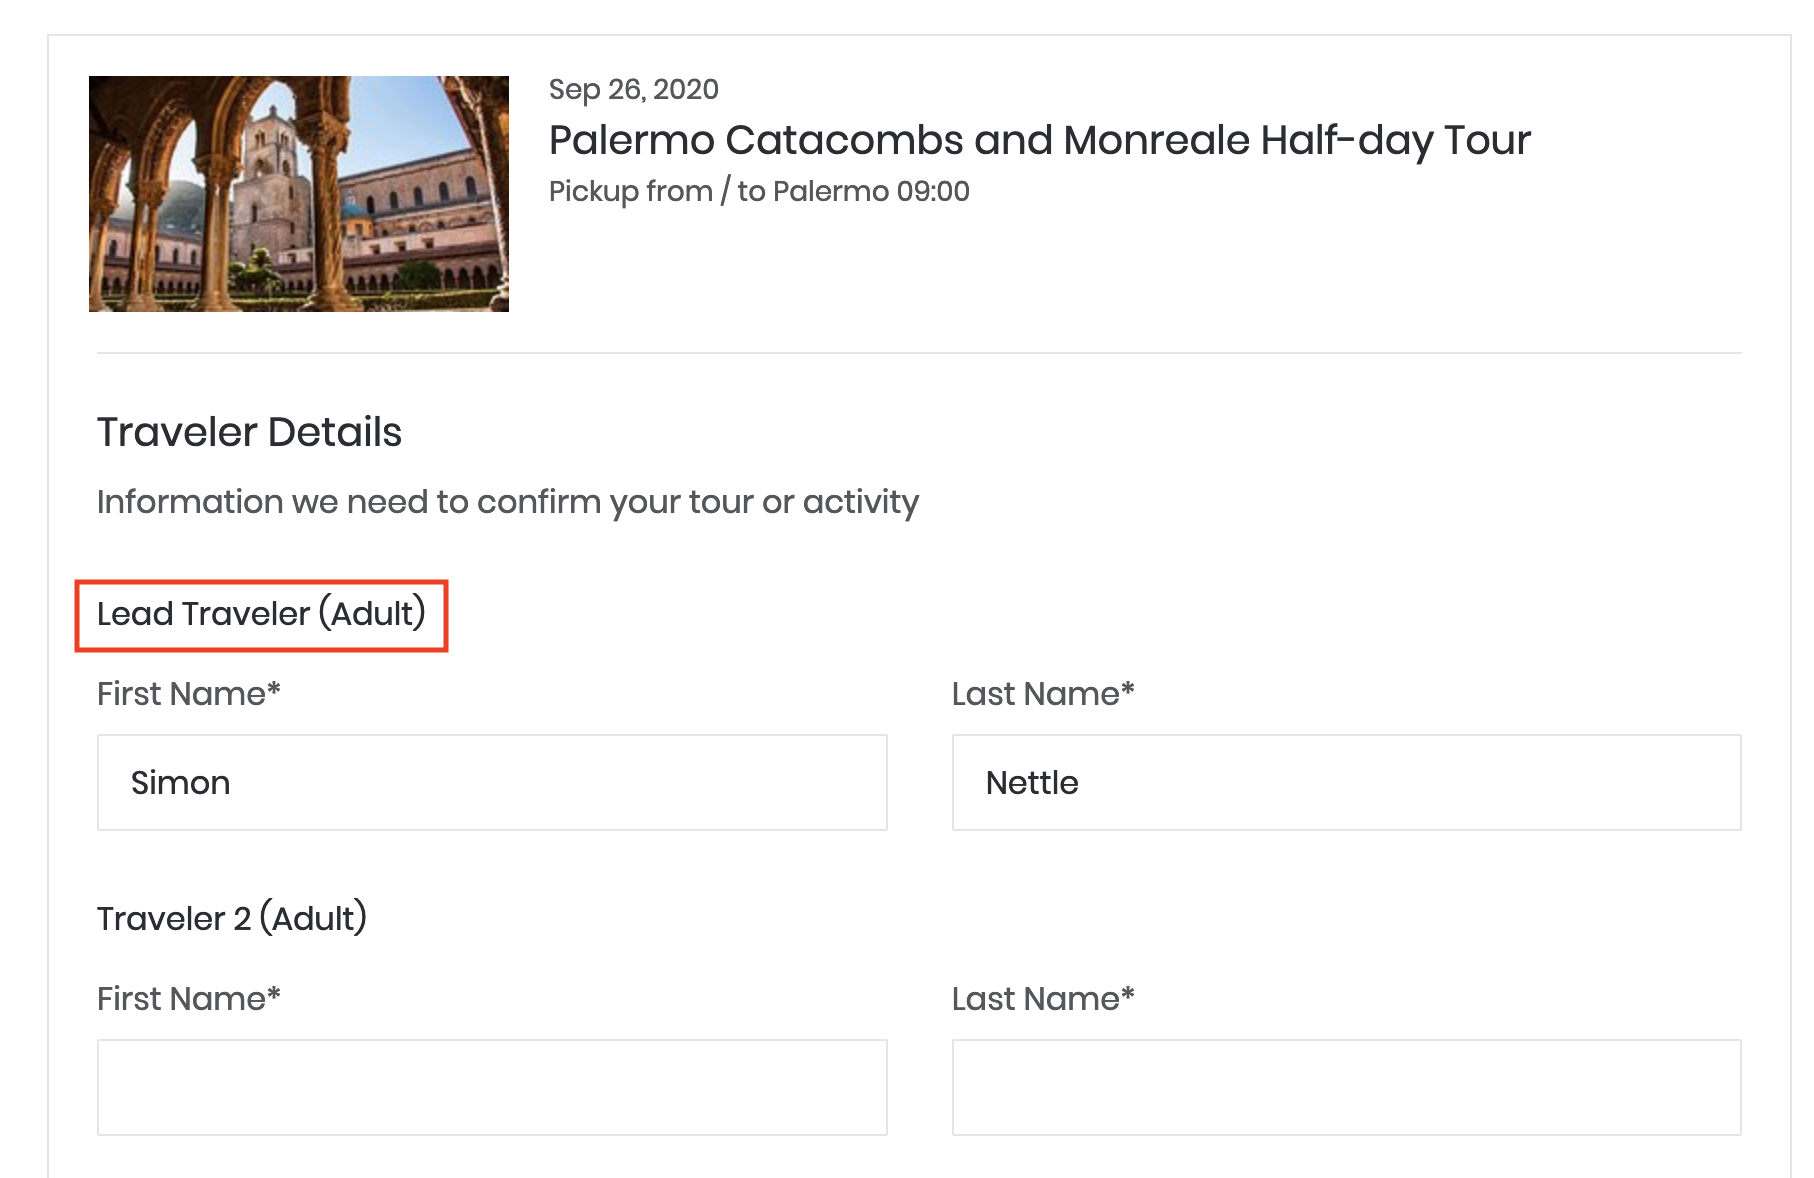 Sep 26, 2020
Palermo Catacombs and Monreale Half-day Tour
Pickup from / to Palermo 09:00
Traveler Details
Information we need to confirm your tour or activity
Lead Traveler (Adult)
First Name*
Last Name*
Simon
Nettle
Traveler 2 (Adult)
First Name*
Last Name*